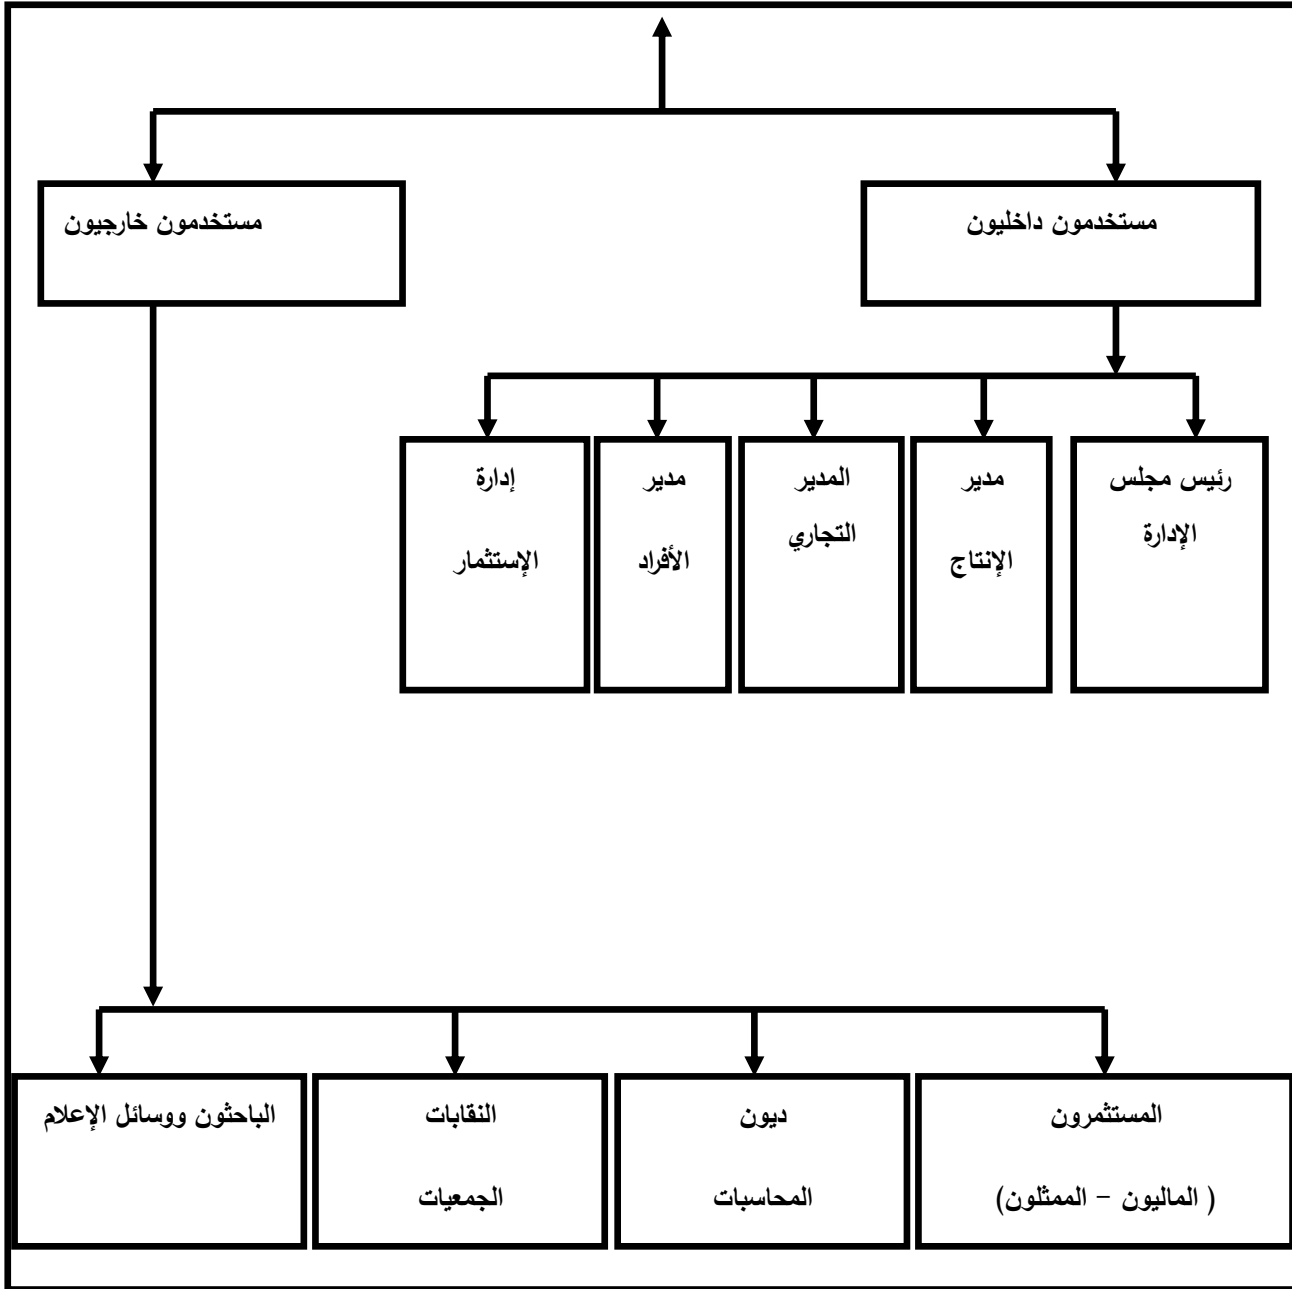 مستخدمون داخليون
مستخدمون خارجيون
رئيس مجلس
الإدارة
مدير
الإنتاج
المدير
التجاري
مدير
الأفراد
إدارة
الإستثمار
المستثمرون
( الماليون - الممثلون)
ديون
المحاسبات
النقابات
الجمعيات
الباحثون ووسائل الإعلام